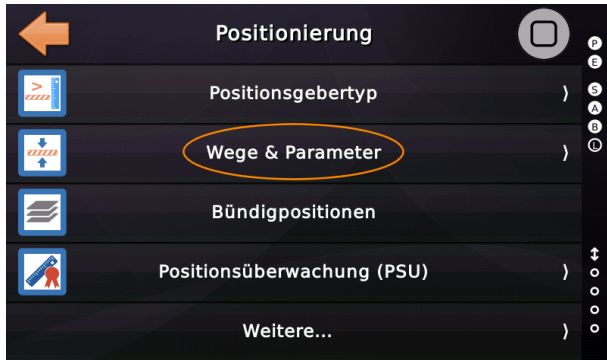 Positionierung
Positionsgebertyp
Wege & Parameter
Bündigpositionen
Positionsüberwachung (PSU)
Weitere...
P
E
S
A
B
L